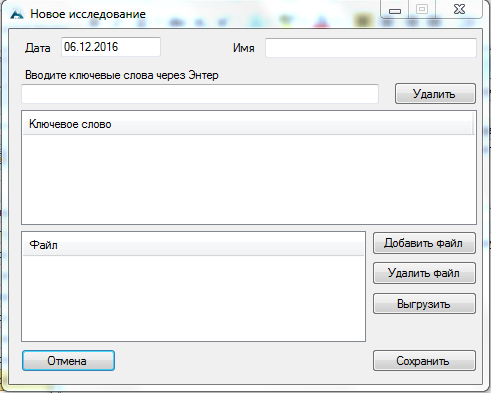 Новое исследование
Дата 06.12.2016 Имя
Вводите ключевые слова через Энтер
Удалить
Ключевое слово
Файл
Добавить файл
Удалить файл
Выгрузить
Отмена
Сохранить